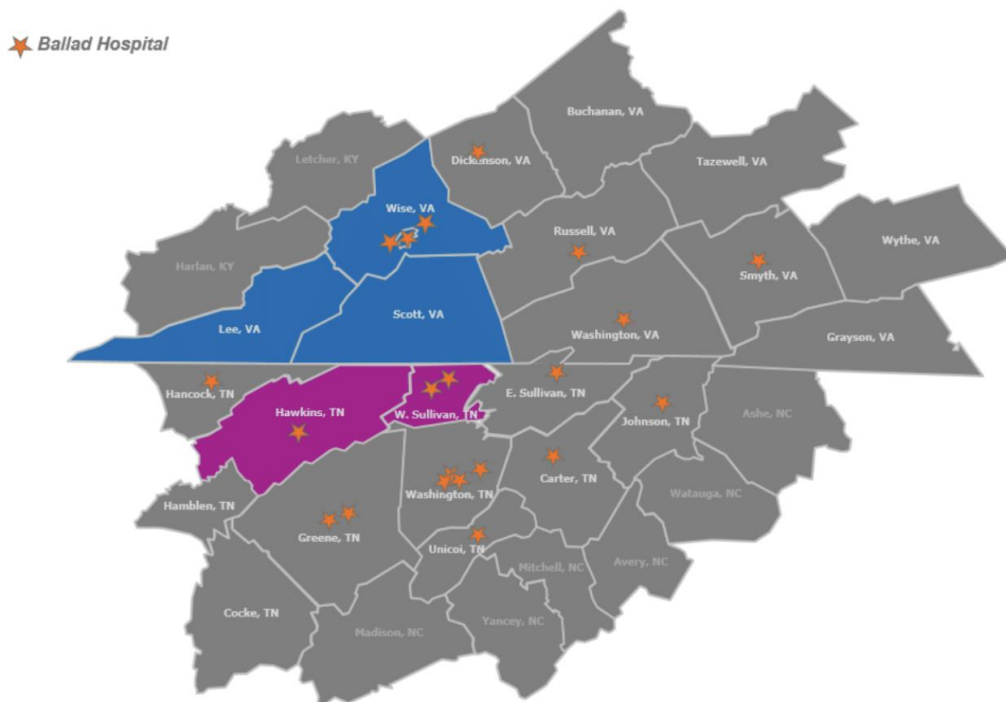 Ballad Hospital
Buchanan, VA
Letcher, KY
Dickenson, VA
Tazewell, VA
Wise, VA
Russell, VA
Wythe, VA
Harlan, KY
Smyth, VA
Scott, VA
Lee, VA
Washington, VA
Grayson, VA
Hancock, TN
E. Sullivan, TN
Hawkins, TN
W. Sullivan, TN
Johnson, TN
Ashe, NC
Carter, TN
Washington, TN
Watauga, NC
Hamblen, TN
Greene, TN
Unicoi, TN
Avery, NC
Mitchell, NC
Cocke, TN
Yancey, NC
Madison, NC